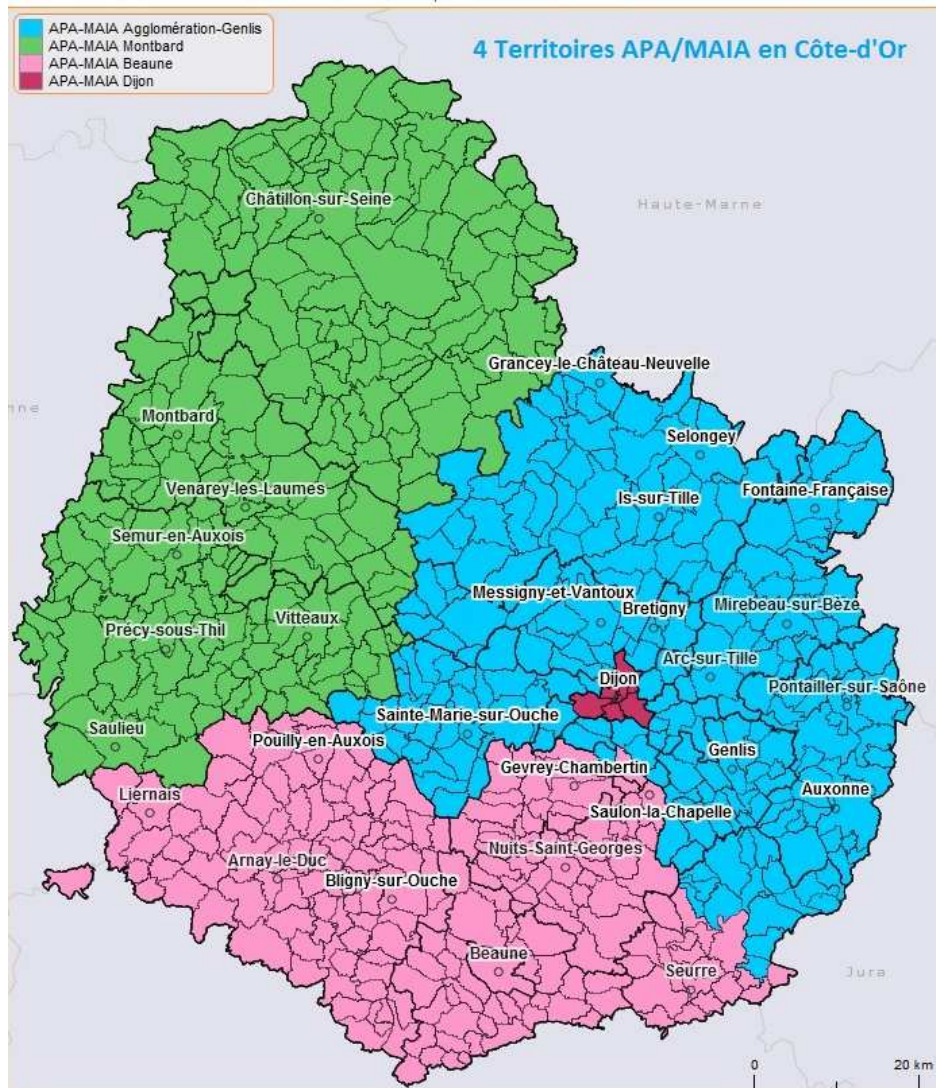 APA-MAIA Agglomération-Genlis
APA-MAIA Montbard
APA-MAIA Beaune
APA-MAIA Dijon
4 Territoires APA/MAIA en Côte-d'Or
Châtillon-sur-Seine
Haute-Marne
Grancey-le-Château-Neuvelle
nne
Montbard
Selongey
Venarey-les-Laumes
Is-sur-Tille
Fontaine-Française
Semur-en-Auxois
Messigny-et-Vantoux
Bretigny
Mirebeau-sur-Bèze
Vitteaux
Précy-sous-Thil
Arc-sur-Tille
Dijon
Pontailler-sur-Saône
Sainte-Marie-sur-Ouche
Saulieu
Pouilly-en-Auxois
Genlis
Gevrey-Chambertin
Liernais
Saulon-la-Chapelle
Auxonne
Nuits-Saint-Georges
Arnay-le-Duc
Bligny-sur-Ouche
Beaune
Seurre
Jura
0 20 km